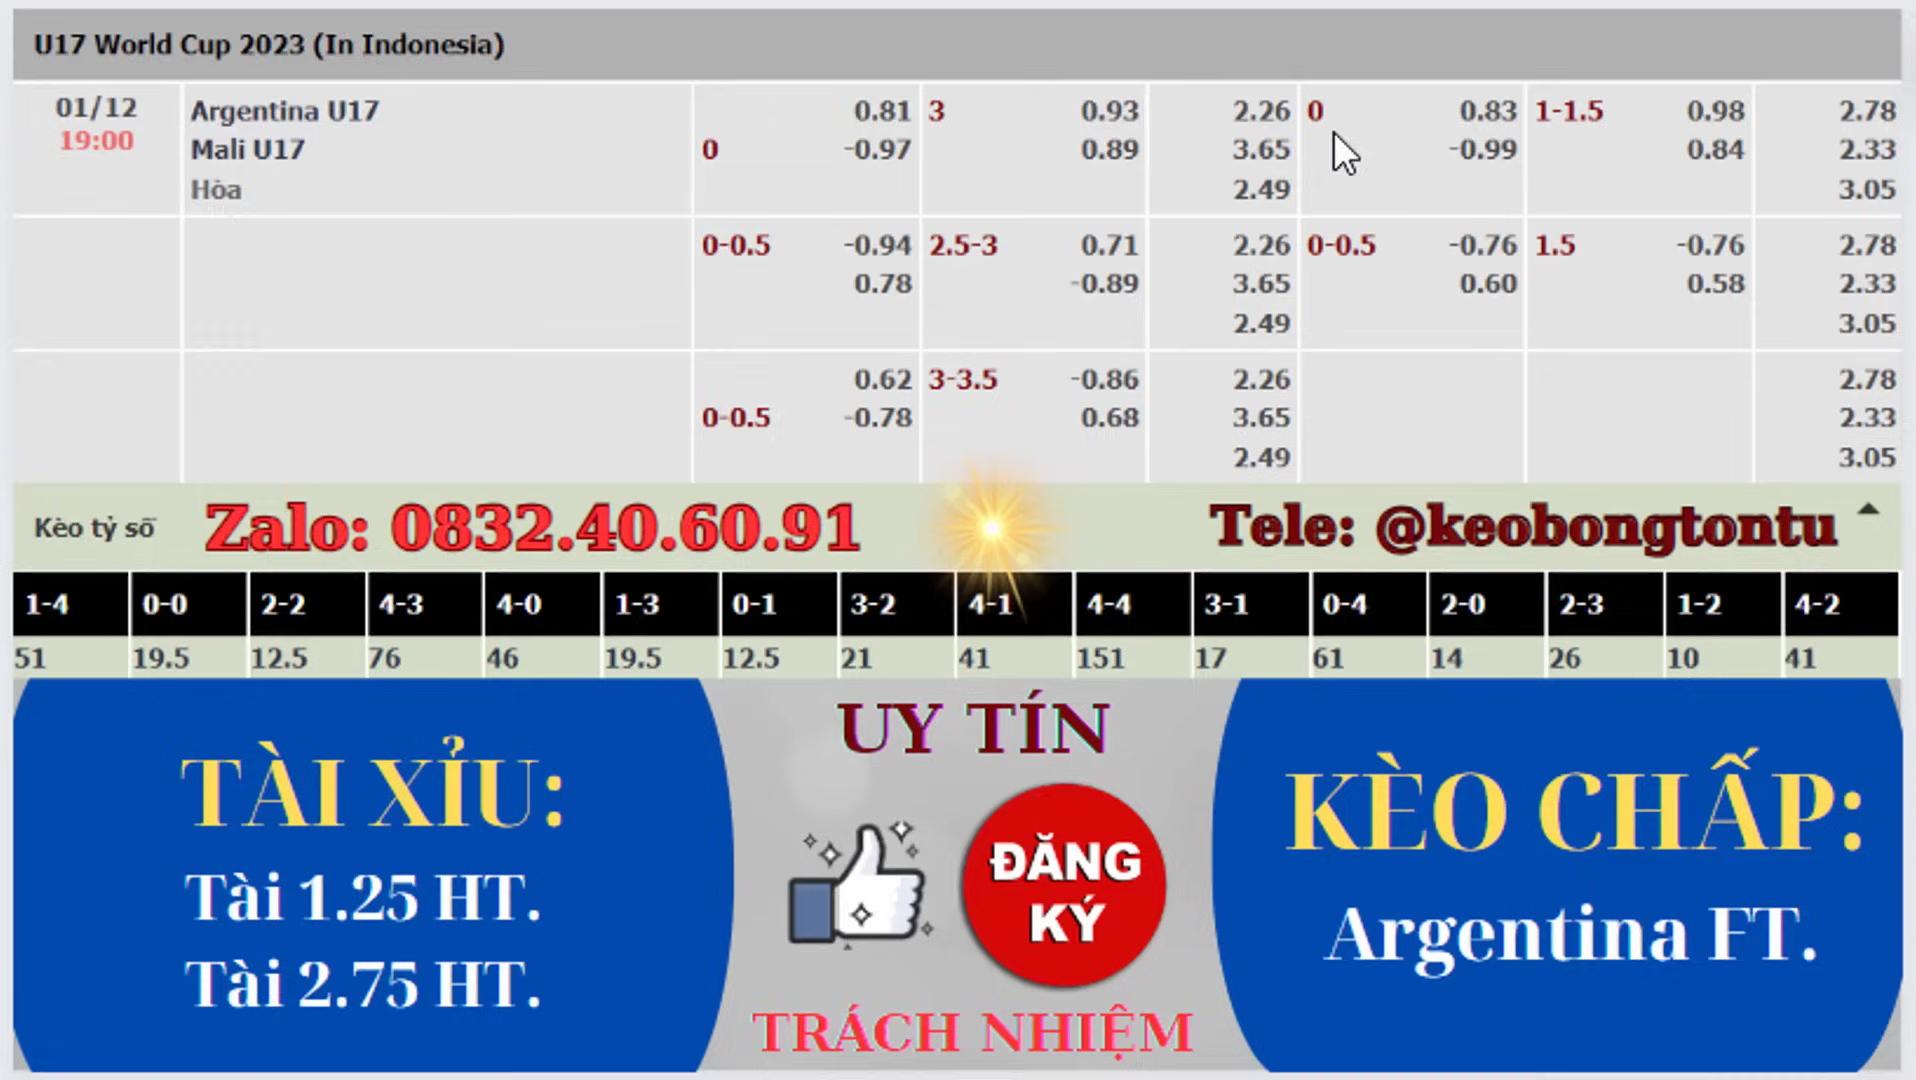 U17 World Cup 2023 (In Indonesia)
01/12 Argentina U17 0.81 3 0.93 2.26 0 0.83 1-1.5 0.98 2.78
19:00 Mali U17 0 -0.97 0.89 3.65 -0.99 0.84 2.33
Hòa 2.49 3.05
0-0.5 -0.94 2.5-3 0.71 2.26 0-0.5 -0.76 1.5 -0.76 2.78
0.78 -0.89 3.65 0.60 0.58 2.33
2.49 3.05
0.62 3-3.5 -0.86 2.26 2.78
0-0.5 -0.78 0.68 3.65 2.33
2.49 3.05
Kèo tỷ số Zalo: 0832.40.60.91 Tele: @keobongtontu
1-4 0-0 2-2 4-3 4-0 1-3 0-1 3-2 4-1 4-4 3-1 0-4 2-0 2-3 1-2 4-2
51 19.5 12.5 76 46 19.5 12.5 21 41 151 17 61 14 26 10 41
TÀI XỈU:
Tài 1.25 HT.
Tài 2.75 HT.
UY TÍN
ĐĂNG
KÝ
TRÁCH NHIỆM
KÈO CHẤP:
Argentina FT.